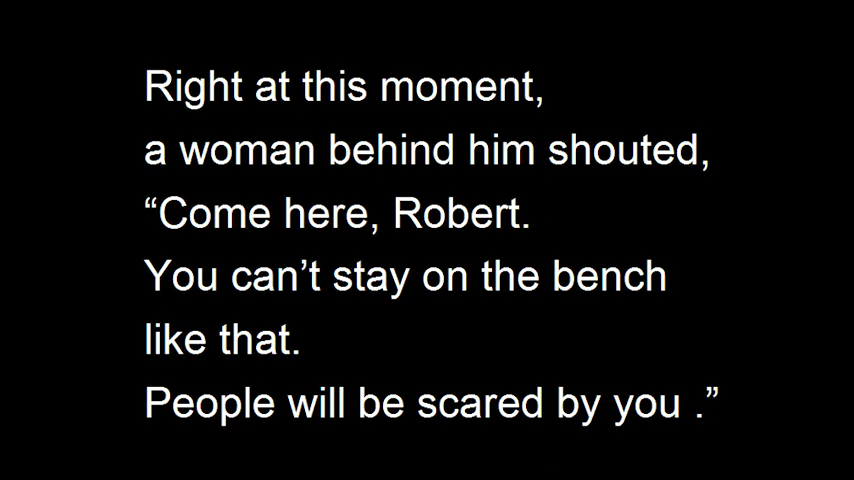 Right at this moment,
a woman behind him shouted,
“Come here, Robert.
You can’t stay on the bench
like that.
People will be scared by you .”